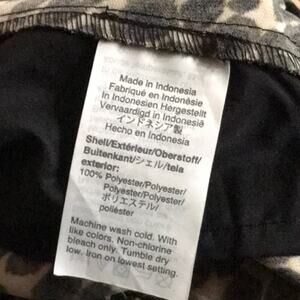 Made in Indonesia
Fabriqué en Indonésie
In Indonesien Hergestellt
Vervaardigd in Indonesië
インドネシア製
Hecho en Indonesia
Shell/Extérieur/Oberstoff/
Buitenkant/シェル/tela
exterior:
100% Polyester/Polyester/
Polyester/Polyester/
ポリエステル/
poliéster
Machine wash cold. With
like colors. Non-chlorine
bleach only. Tumble dry
low. Iron on lowest setting.